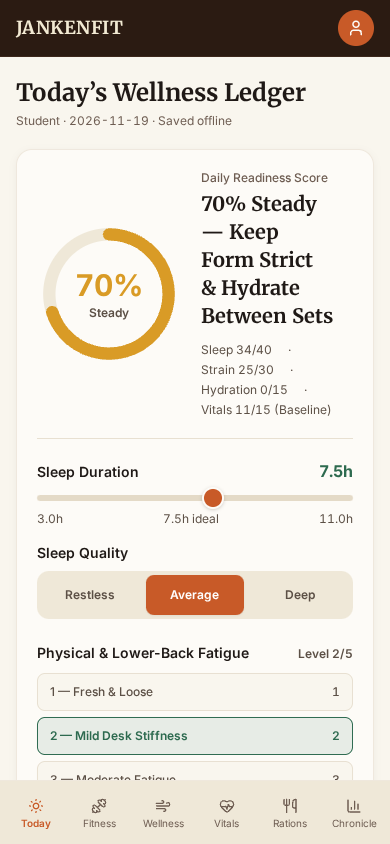 JANKENFIT
Today’s Wellness Ledger
Student · 2026-11-19 · Saved offline
70%
Steady
Daily Readiness Score
70% Steady
— Keep
Form Strict
& Hydrate
Between Sets
Sleep 34/40 ·
Strain 25/30 ·
Hydration 0/15 ·
Vitals 11/15 (Baseline)
Sleep Duration 7.5h
3.0h 7.5h ideal 11.0h
Sleep Quality
Restless Average Deep
Physical & Lower-Back Fatigue Level 2/5
1 — Fresh & Loose 1
2 — Mild Desk Stiffness 2
3 — Moderate Fatigue 3
Today Fitness Wellness Vitals Rations Chronicle